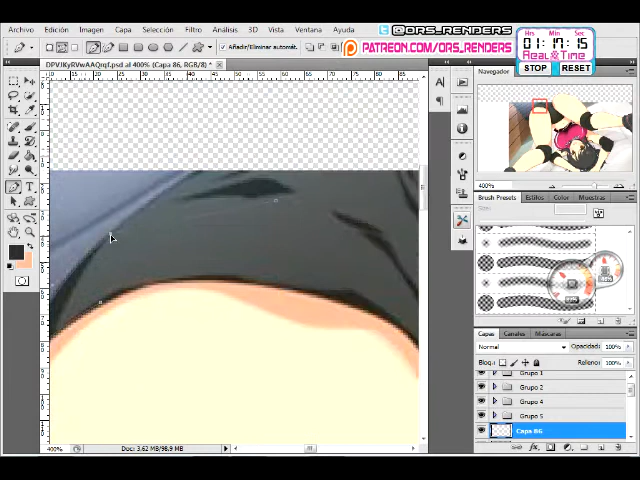 Archivo Edición Imagen Capa Selección Filtro Análisis 3D Vista
@ORS_RENDERS
PATREON.COM/ORS_RENDERS
Hrs Min Sec
01:17:15
Real & Time
STOP RESET
Añadir/Eliminar automát.
DPVJKyRVwAAQrqf.psd al 400% (Capa 86, RGB/8) *
Navegador
400%
Brush Presets Estilos Color Muestras
Capas Canales Máscaras
Normal Opacidad: 100%
Bloq.: Relleno: 100%
Grupo 1
Grupo 2
Grupo 4
Grupo 5
Capa 86
400% Doc: 3,62 MB/98,9 MB